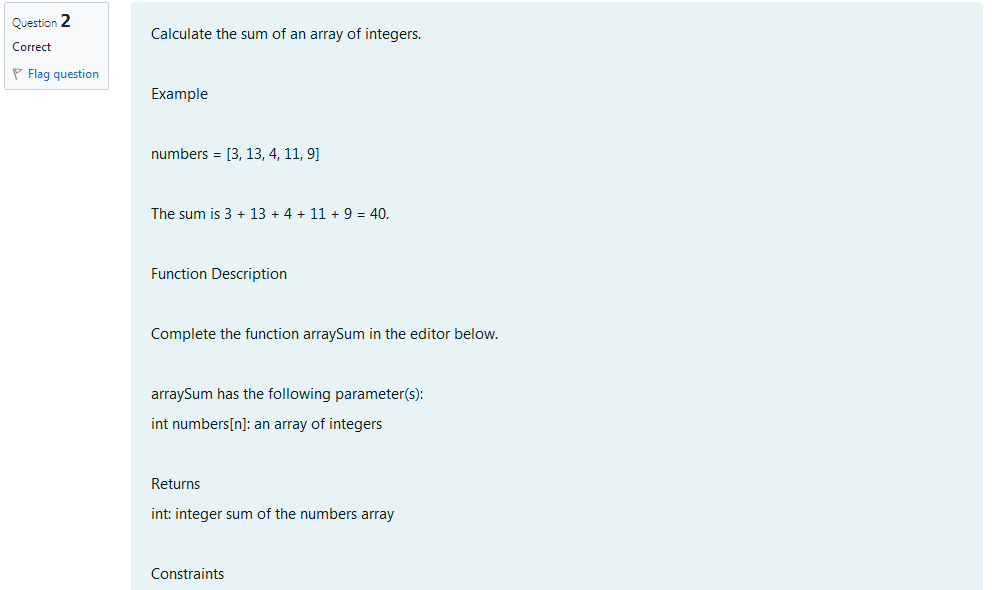 Question 2
Correct
Flag question
Calculate the sum of an array of integers.
Example
numbers = [3, 13, 4, 11, 9]
The sum is 3 + 13 + 4 + 11 + 9 = 40.
Function Description
Complete the function arraySum in the editor below.
arraySum has the following parameter(s):
int numbers[n]: an array of integers
Returns
int: integer sum of the numbers array
Constraints